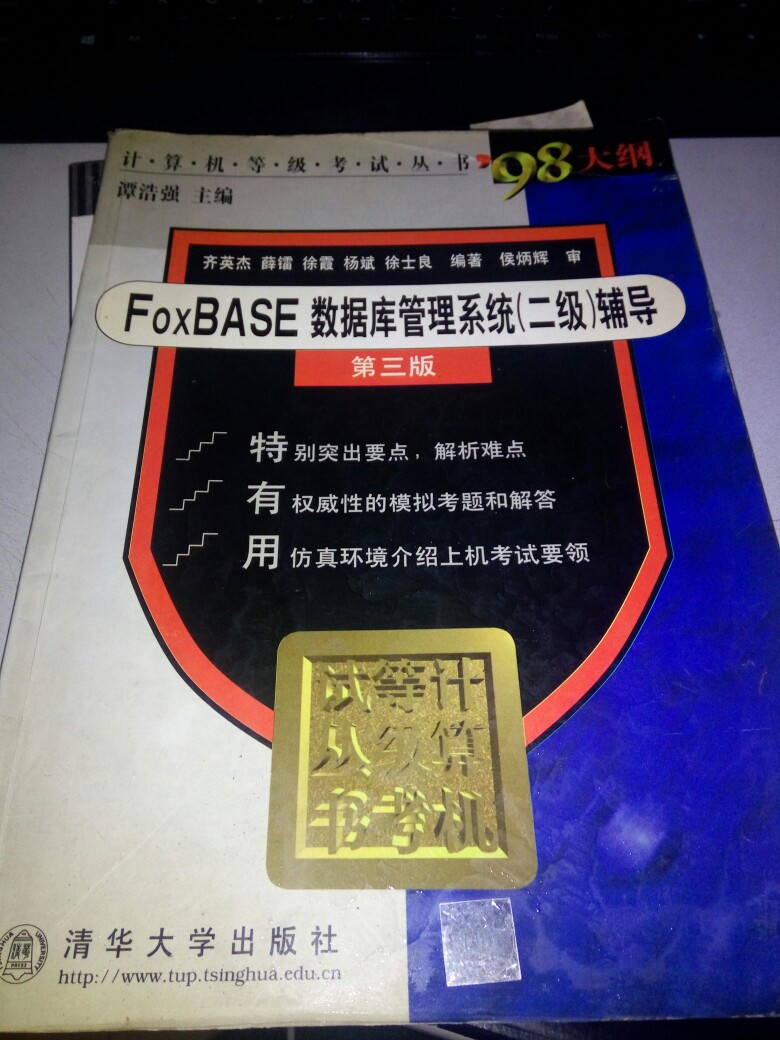 计·算·机·等·级·考·试·丛·书
'98大纲
谭浩强 主编
齐英杰 薛镭 徐霞 杨斌 徐士良 编著 侯炳辉 审
FoxBASE 数据库管理系统(二级)辅导
第三版
特别突出要点,解析难点
有权威性的模拟考题和解答
用仿真环境介绍上机考试要领
计算机
等级考
试丛书
清华大学出版社
http://www.tup.tsinghua.edu.cn